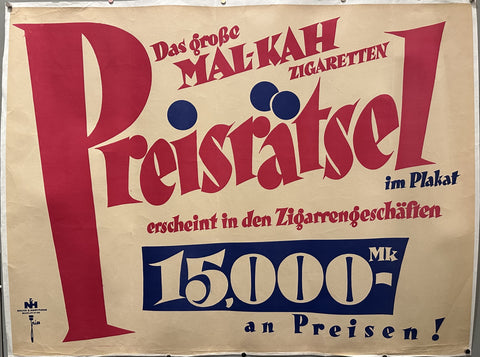 Das große
MAL-KAH
ZIGARETTEN
Preisrätsel
im Plakat
erscheint in den Zigarrengeschäften
15,000.- Mk
an Preisen!